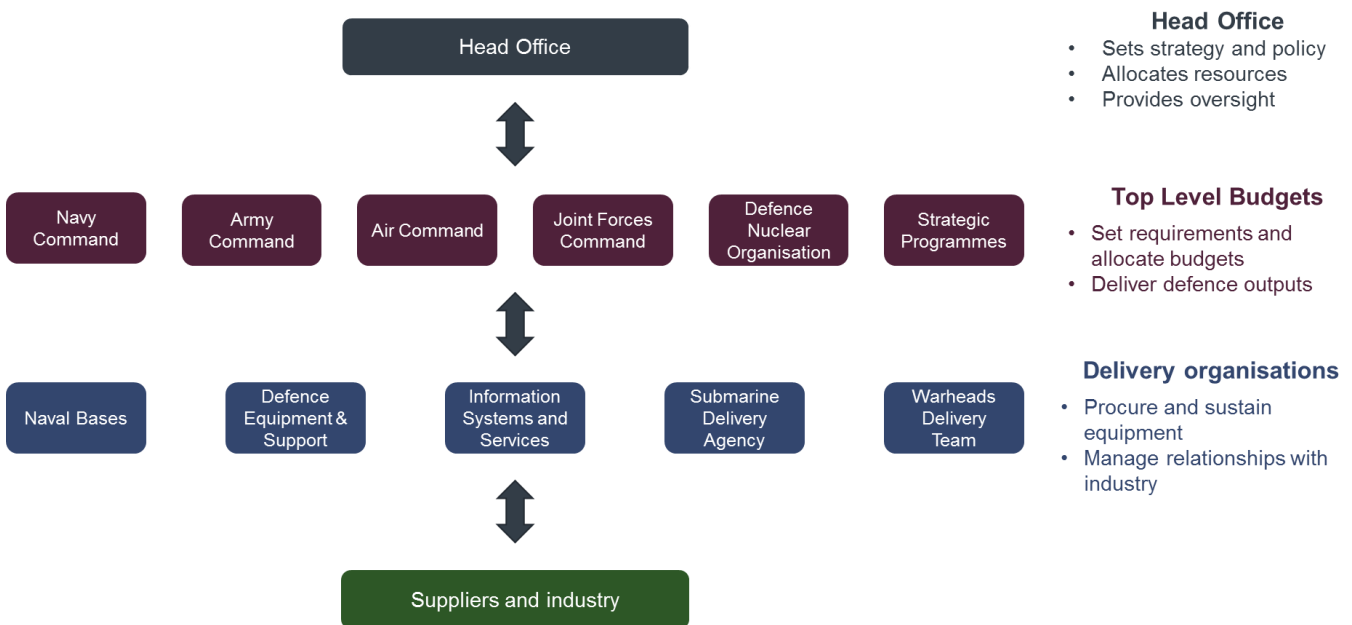 Head Office
Head Office
• Sets strategy and policy
• Allocates resources
• Provides oversight
Navy
Command
Army
Command
Air Command
Joint Forces
Command
Defence
Nuclear
Organisation
Strategic
Programmes
Top Level Budgets
• Set requirements and
allocate budgets
• Deliver defence outputs
Naval Bases
Defence
Equipment &
Support
Information
Systems and
Services
Submarine
Delivery
Agency
Warheads
Delivery
Team
Delivery organisations
• Procure and sustain
equipment
• Manage relationships with
industry
Suppliers and industry